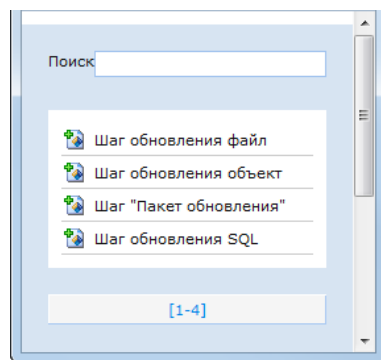 Поиск
Шаг обновления файл
Шаг обновления объект
Шаг "Пакет обновления"
Шаг обновления SQL
[1-4]